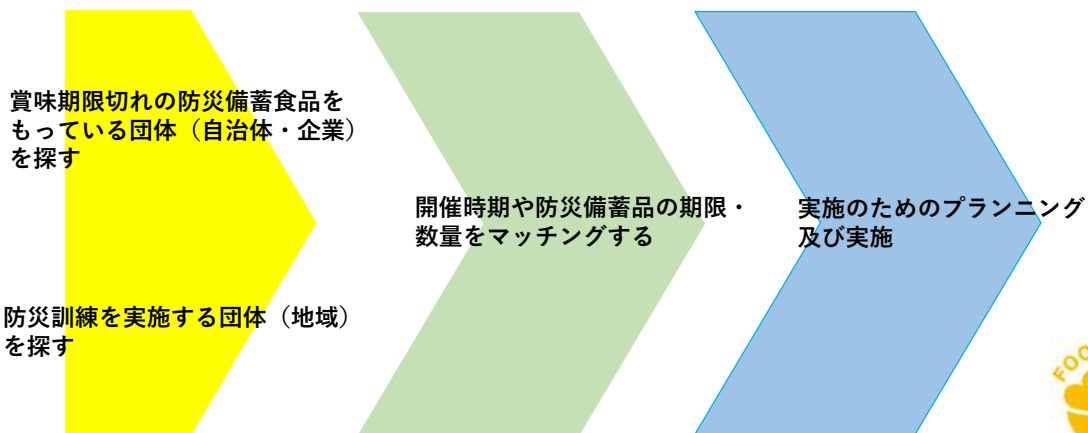 賞味期限切れの防災備蓄食品を
もっている団体（自治体・企業）
を探す
防災訓練を実施する団体（地域）
を探す
開催時期や防災備蓄品の期限・
数量をマッチングする
実施のためのプランニング
及び実施